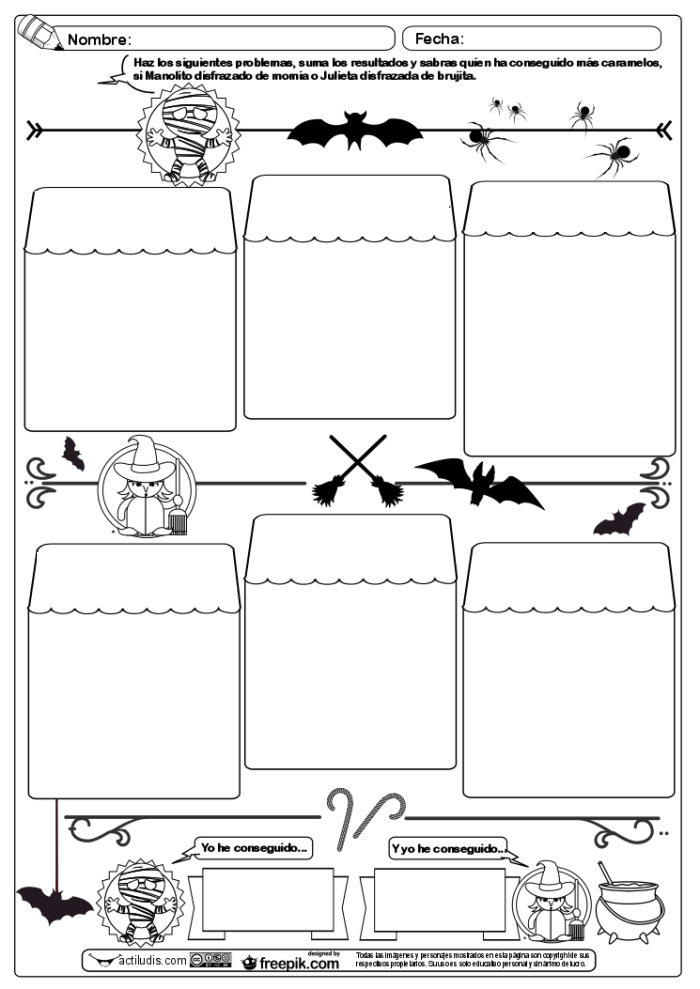 Nombre:
Fecha:
Haz los siguientes problemas, suma los resultados y sabras quien ha conseguido más caramelos,
si Manolito disfrazado de momia o Julieta disfrazada de brujita.
Yo he conseguido...
Y yo he conseguido...
actiludis.com
designed by
freepik.com
Todas las imágenes y personajes mostrados en esta página son copyright de sus
respectivos propietarios. Su uso es solo educativo personal y sin ánimo de lucro.